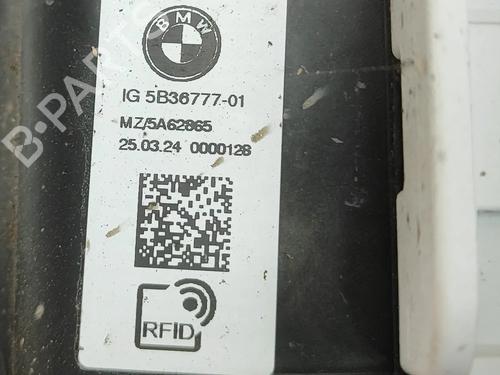 BMW
IG 5B36777-01
MZ/5A62865
25.03.24 0000128
RFID
B-PARTS